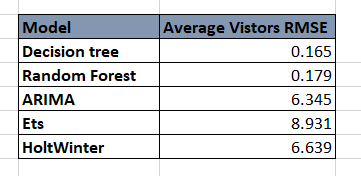 Model Average Vistors RMSE
Decision tree 0.165
Random Forest 0.179
ARIMA 6.345
Ets 8.931
HoltWinter 6.639